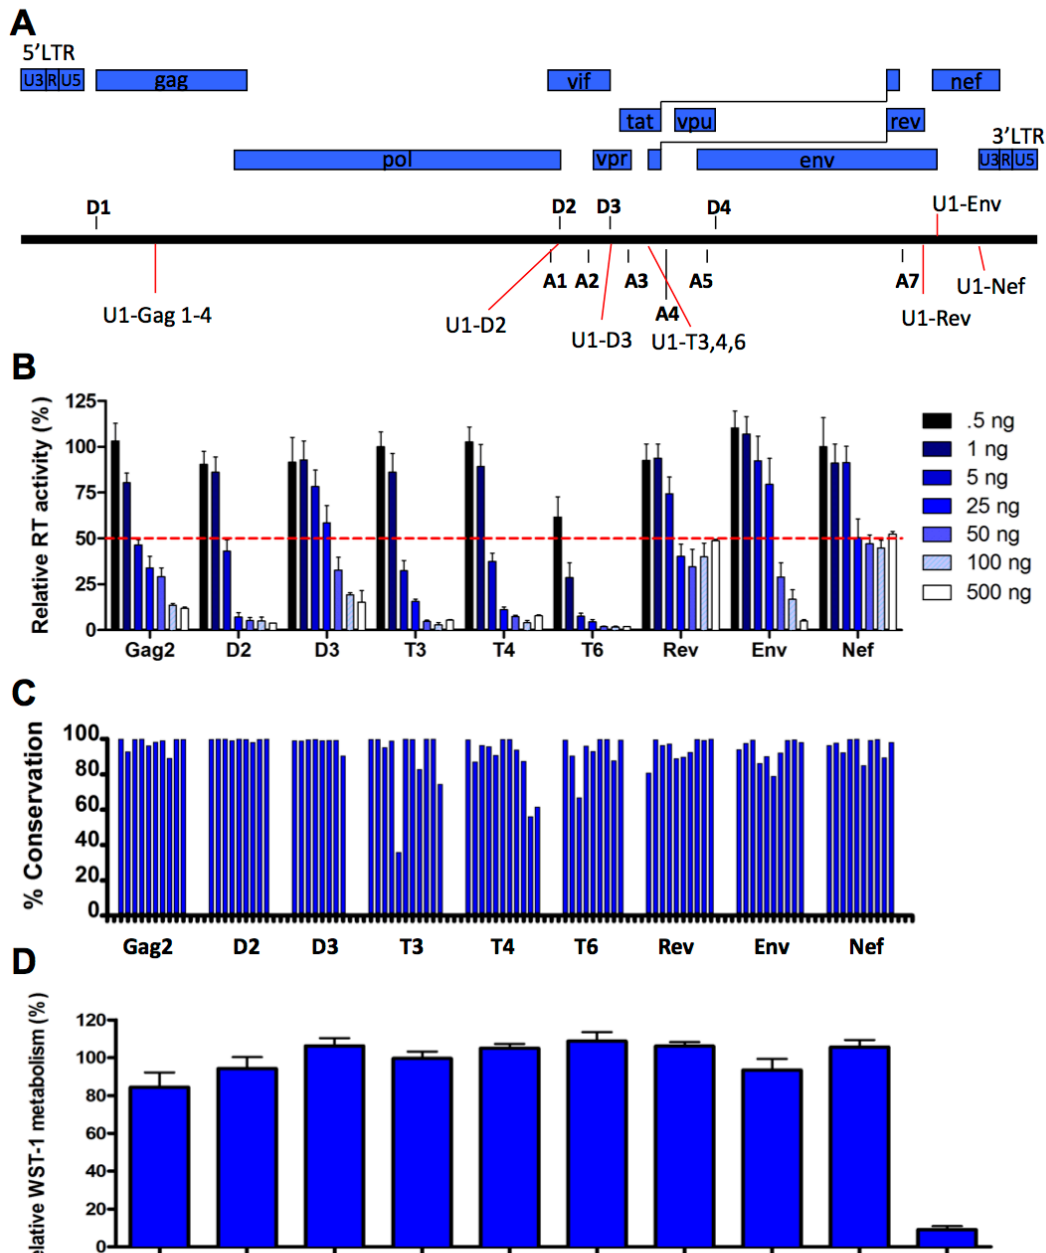 A
5'LTR
U3 R U5
gag
vif
nef
tat
vpu
rev
3'LTR
pol
vpr
env
U3 R U5
D1
D2
D3
D4
U1-Env
A1
A2
A3
A4
A5
A7
U1-Gag 1-4
U1-D2
U1-D3
U1-T3,4,6
U1-Rev
U1-Nef
B
Relative RT activity (%)
125
100
75
50
25
0
Gag2 D2 D3 T3 T4 T6 Rev Env Nef
.5 ng
1 ng
5 ng
25 ng
50 ng
100 ng
500 ng
C
% Conservation
100
80
60
40
20
0
Gag2 D2 D3 T3 T4 T6 Rev Env Nef
D
elative WST-1 metabolism (%)
120
100
80
60
40
20
0